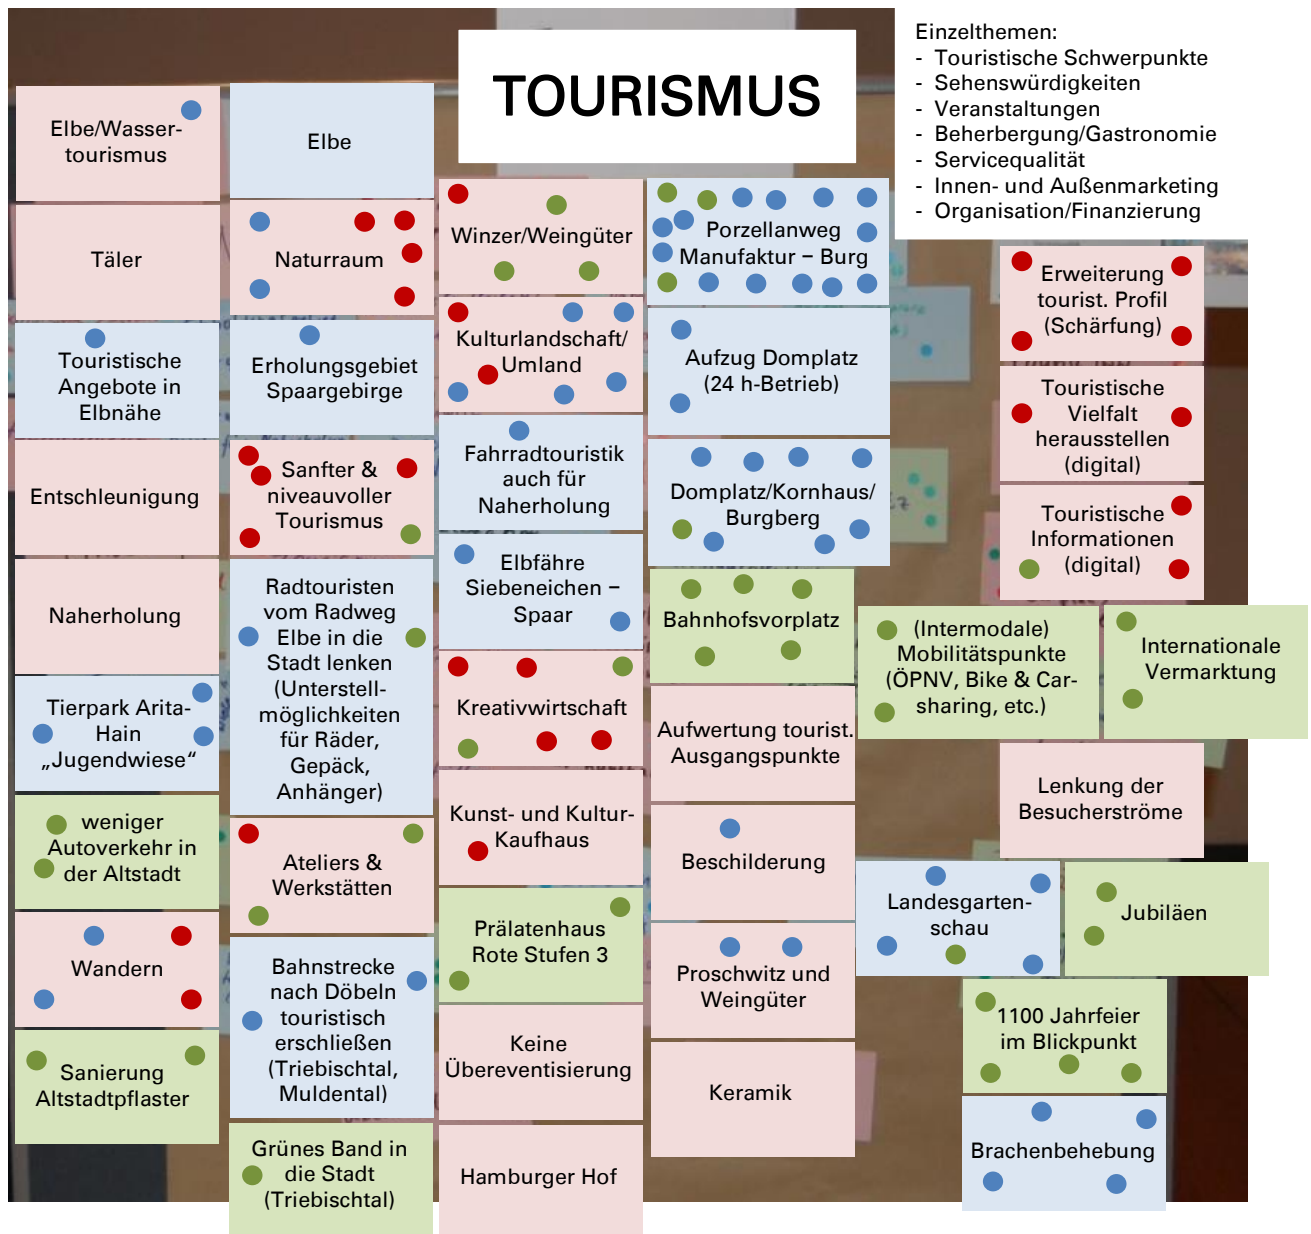 TOURISMUS
Einzelthemen:
- Touristische Schwerpunkte
- Sehenswürdigkeiten
- Veranstaltungen
- Beherbergung/Gastronomie
- Servicequalität
- Innen- und Außenmarketing
- Organisation/Finanzierung
Elbe/Wasser-
tourismus
Täler
Touristische
Angebote in
Elbnähe
Entschleunigung
Naherholung
Tierpark Arita-
Hain
„Jugendwiese“
weniger
Autoverkehr in
der Altstadt
Wandern
Sanierung
Altstadtpflaster
Elbe
Naturraum
Erholungsgebiet
Spaargebirge
Sanfter &
niveauvoller
Tourismus
Radtouristen
vom Radweg
Elbe in die
Stadt lenken
(Unterstell-
möglichkeiten
für Räder,
Gepäck,
Anhänger)
Ateliers &
Werkstätten
Bahnstrecke
nach Döbeln
touristisch
erschließen
(Triebischtal,
Muldental)
Grünes Band in
die Stadt
(Triebischtal)
Winzer/Weingüter
Kulturlandschaft/
Umland
Fahrradtouristik
auch für
Naherholung
Elbfähre
Siebeneichen –
Spaar
Kreativwirtschaft
Kunst- und Kultur-
Kaufhaus
Prälatenhaus
Rote Stufen 3
Keine
Übereventisierung
Hamburger Hof
Porzellanweg
Manufaktur – Burg
Aufzug Domplatz
(24 h-Betrieb)
Domplatz/Kornhaus/
Burgberg
Bahnhofsvorplatz
Aufwertung tourist.
Ausgangspunkte
Beschilderung
Proschwitz und
Weingüter
Keramik
Erweiterung
tourist. Profil
(Schärfung)
Touristische
Vielfalt
herausstellen
(digital)
Touristische
Informationen
(digital)
(Intermodale)
Mobilitätspunkte
(ÖPNV, Bike & Car-
sharing, etc.)
Internationale
Vermarktung
Lenkung der
Besucherströme
Landesgarten-
schau
Jubiläen
1100 Jahrfeier
im Blickpunkt
Brachenbehebung